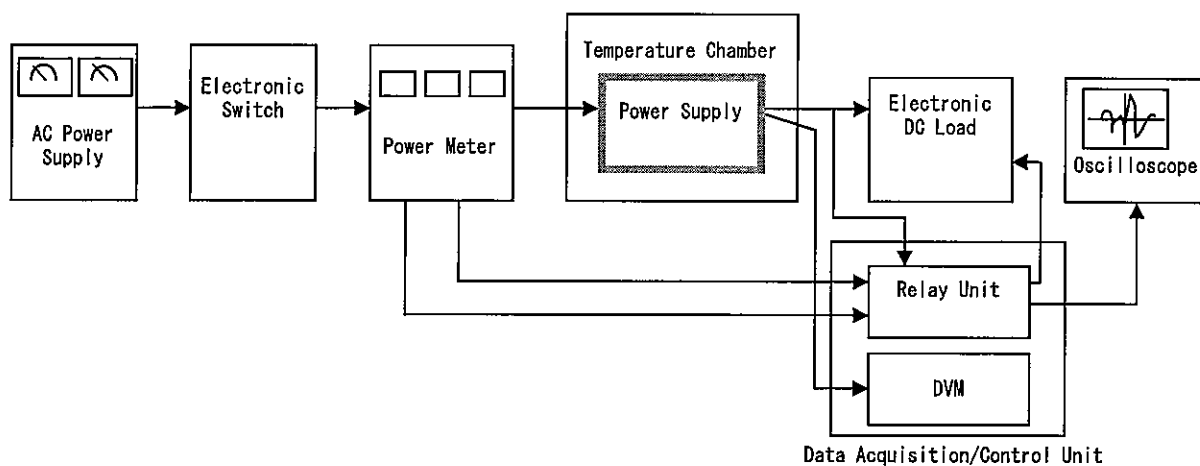 AC Power
Supply
Electronic
Switch
Power Meter
Temperature Chamber
Power Supply
Electronic
DC Load
Oscilloscope
Relay Unit
DVM
Data Acquisition/Control Unit